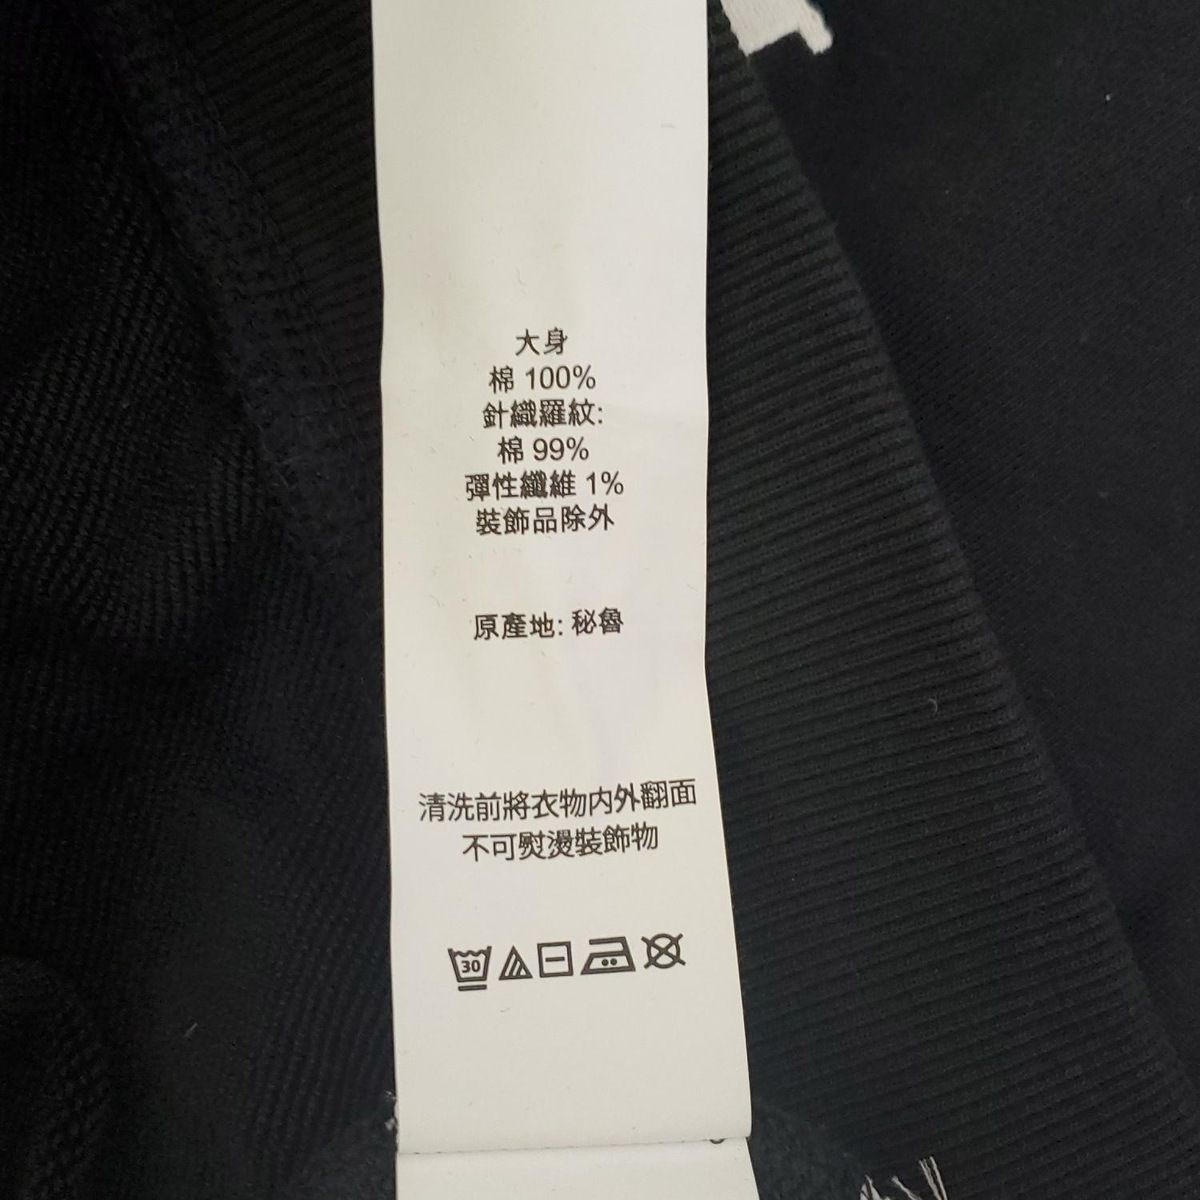 大身
棉 100%
針織羅紋:
棉 99%
彈性纖維 1%
裝飾品除外
原產地: 秘魯
清洗前將衣物内外翻面
不可熨燙裝飾物
30